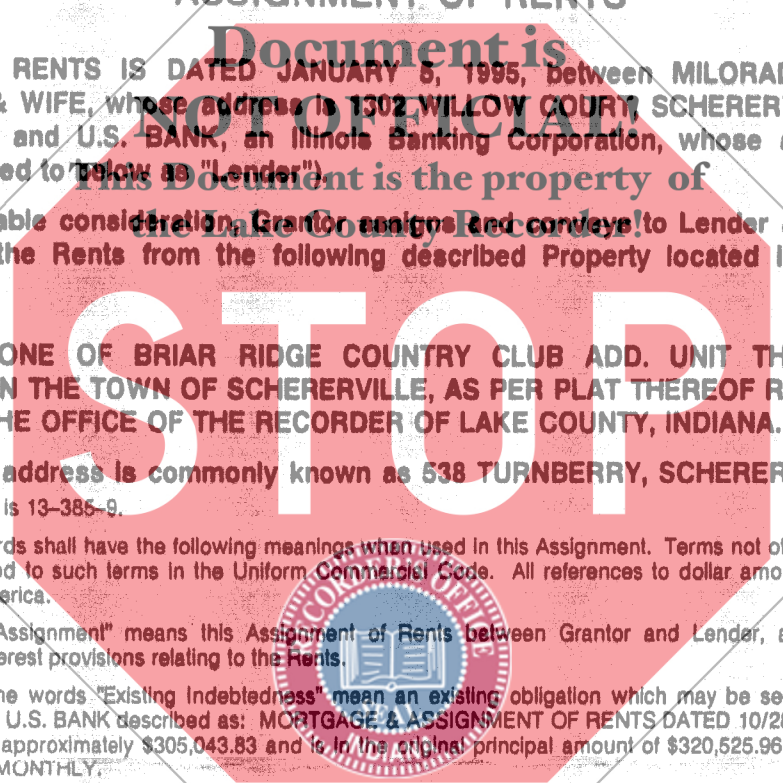 ASSIGNMENT OF RENTS
Document is
RENTS IS DATED JANUARY 5, 1995, between MILORAD
& WIFE, whose address is 1302 WILLOW COURT, SCHERER
NOT OFFICIAL!
and U.S. BANK, an Illinois Banking Corporation, whose
ed to below as "Lender").
This Document is the property of
able consideration, Grantor assigns and conveys to Lender
the Lake County Recorder!
the Rents from the following described Property located
STOP
ONE OF BRIAR RIDGE COUNTRY CLUB ADD. UNIT TH
N THE TOWN OF SCHERERVILLE, AS PER PLAT THEREOF
HE OFFICE OF THE RECORDER OF LAKE COUNTY, INDIANA.
address is commonly known as 538 TURNBERRY, SCHERER
is 13-385-9.
rds shall have the following meanings when used in this Assignment. Terms not
d to such terms in the Uniform Commercial Code. All references to dollar amo
erica.
Assignment" means this Assignment of Rents between Grantor and Lender,
erest provisions relating to the Rents.
he words "Existing Indebtedness" mean an existing obligation which may be se
U.S. BANK described as: MORTGAGE & ASSIGNMENT OF RENTS DATED 10/2
approximately $305,043.83 and is in the original principal amount of $320,525.96
MONTHLY.
RECORDER'S OFFICE